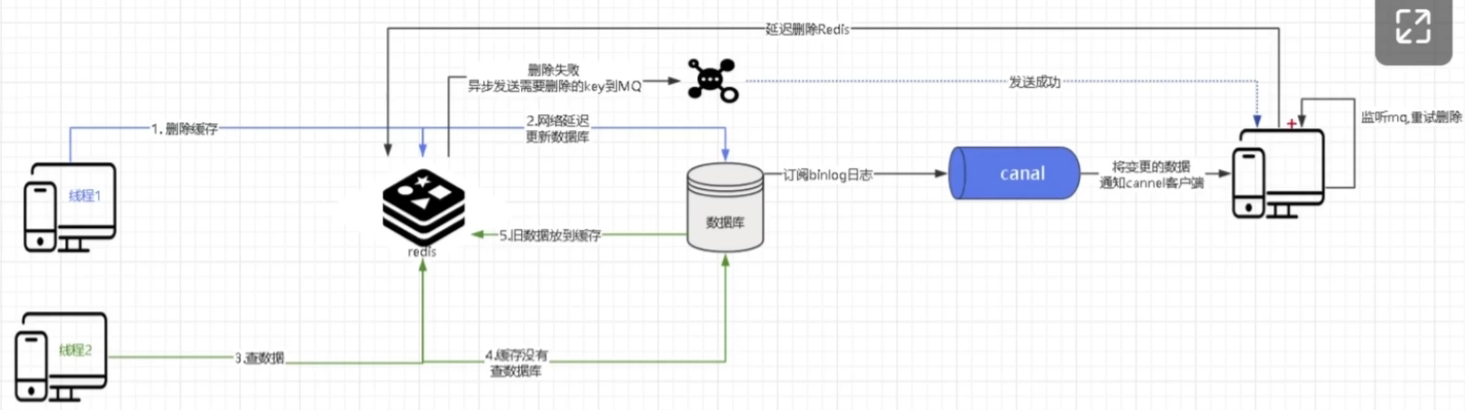 延迟删除Redis
删除失败
异步发送需要删除的key到MQ
发送成功
1. 删除缓存
2.网络延迟
更新数据库
监听mq,重试删除
线程1
订阅binlog日志
canal
将变更的数据
通知cannel客户端
数据库
redis
5.旧数据放到缓存
线程2
3.查数据
4.缓存没有
查数据库